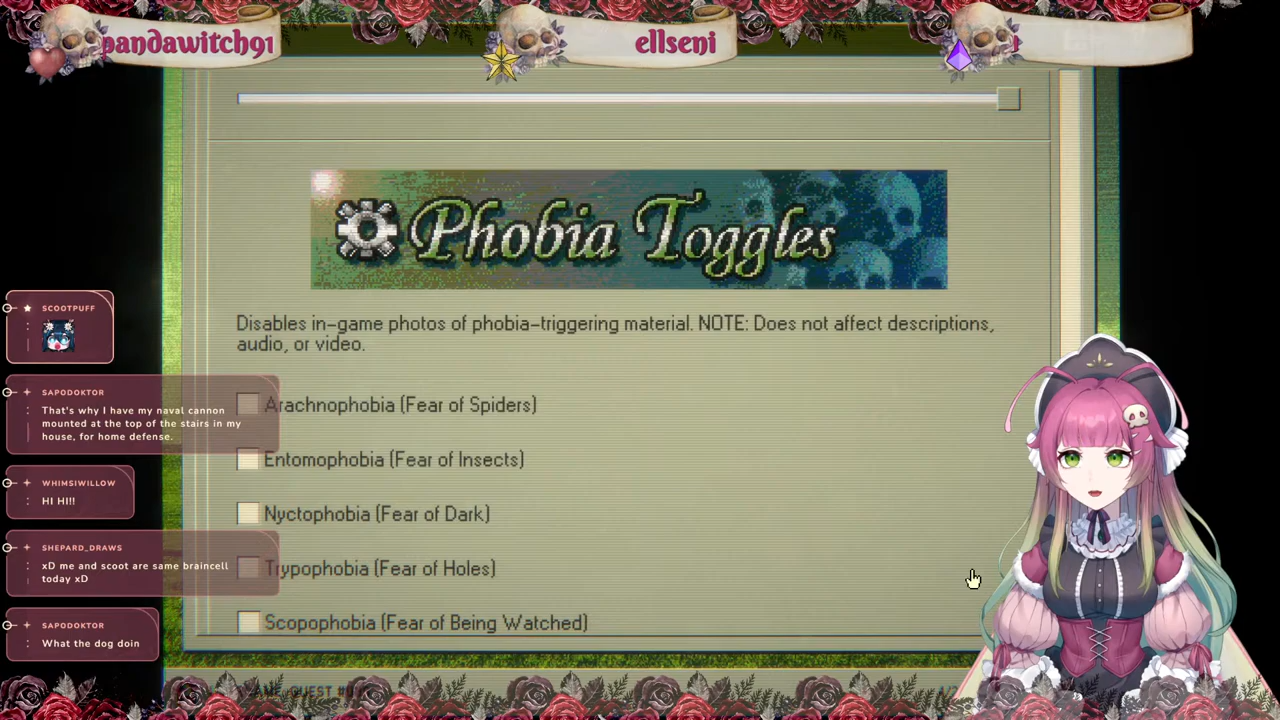 pandawitch91
ellseni
Phobia Toggles
Disables in-game photos of phobia-triggering material. NOTE: Does not affect descriptions,
audio, or video.
Arachnophobia (Fear of Spiders)
Entomophobia (Fear of Insects)
Nyctophobia (Fear of Dark)
Trypophobia (Fear of Holes)
Scopophobia (Fear of Being Watched)
SCOOTPUFF
SAPODOKTOR
That's why I have my naval cannon
mounted at the top of the stairs in my
house, for home defense.
WHIMSIWILLOW
HI HI!!
SHEPARD_DRAWS
xD me and scoot are same braincell
today xD
SAPODOKTOR
What the dog doin